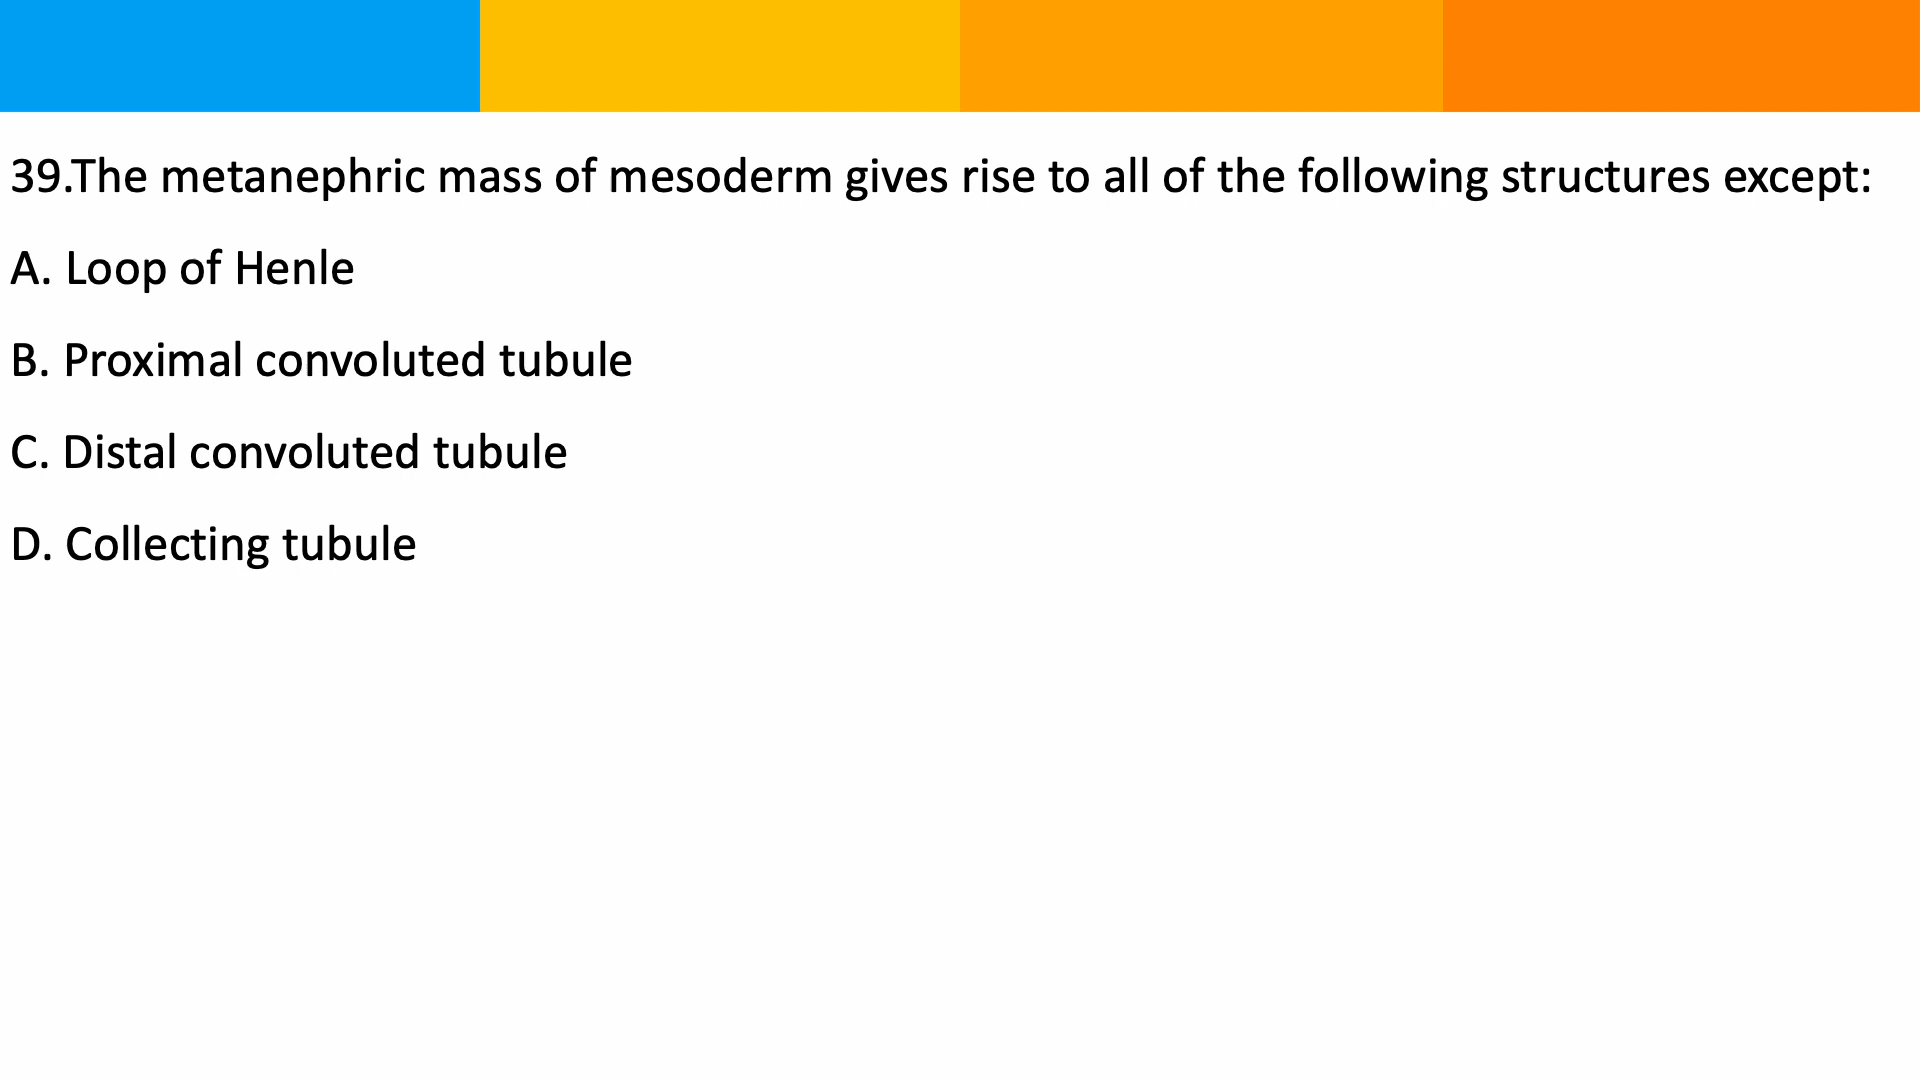 39.The metanephric mass of mesoderm gives rise to all of the following structures except:
A. Loop of Henle
B. Proximal convoluted tubule
C. Distal convoluted tubule
D. Collecting tubule